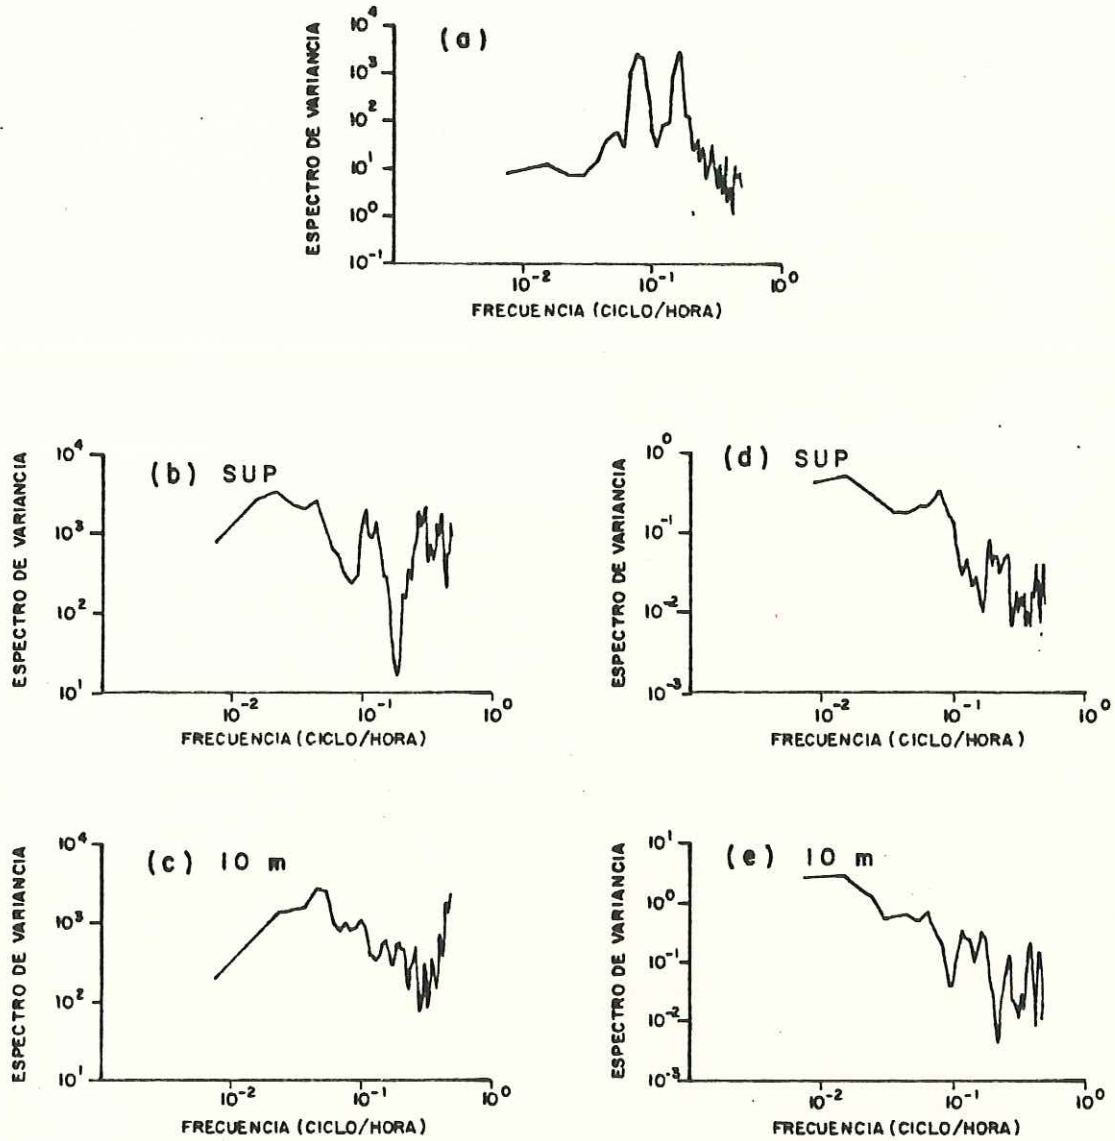 (a)
ESPECTRO DE VARIANCIA
10⁴
10³
10²
10¹
10⁰
10⁻¹
10⁻² 10⁻¹ 10⁰
FRECUENCIA (CICLO/HORA)
(b) SUP
ESPECTRO DE VARIANCIA
10⁴
10³
10²
10¹
10⁻² 10⁻¹ 10⁰
FRECUENCIA (CICLO/HORA)
(d) SUP
ESPECTRO DE VARIANCIA
10⁰
10⁻¹
10⁻²
10⁻³
10⁻² 10⁻¹ 10⁰
FRECUENCIA (CICLO/HORA)
(c) 10 m
ESPECTRO DE VARIANCIA
10⁴
10³
10²
10¹
10⁻² 10⁻¹ 10⁰
FRECUENCIA (CICLO/HORA)
(e) 10 m
ESPECTRO DE VARIANCIA
10¹
10⁰
10⁻¹
10⁻²
10⁻³
10⁻² 10⁻¹ 10⁰
FRECUENCIA (CICLO/HORA)